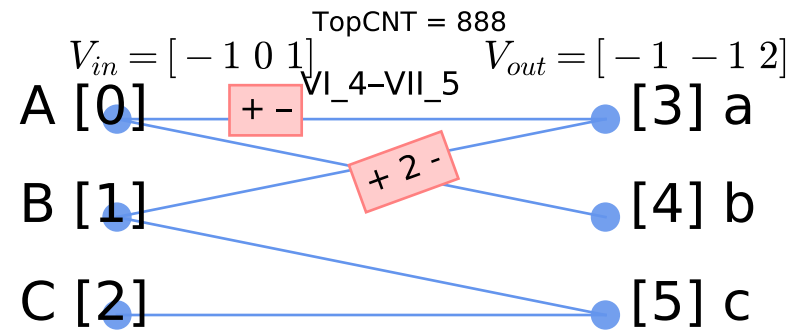 TopCNT = 888
V_in = [ − 1 0 1]
V_out = [ − 1 − 1 2]
VI_4–VII_5
A [0]
+ –
[3] a
+ 2 -
B [1]
[4] b
C [2]
[5] c